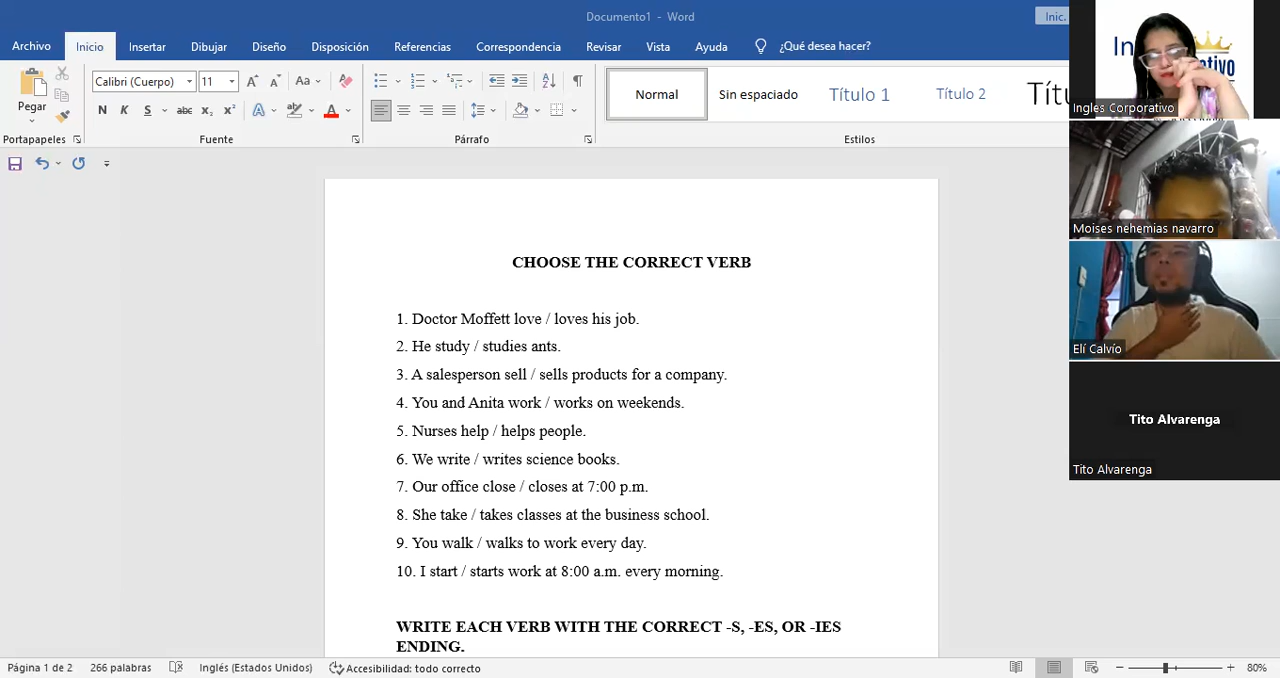 Documento1 - Word
Inic.
Archivo Inicio Insertar Dibujar Diseño Disposición Referencias Correspondencia Revisar Vista Ayuda ¿Qué desea hacer?
Pegar
Calibri (Cuerpo) 11
Aa
N K S abc x₂ x² A A
Normal
Sin espaciado
Título 1
Título 2
Títu
Portapapeles Fuente Párrafo Estilos
CHOOSE THE CORRECT VERB
1. Doctor Moffett love / loves his job.
2. He study / studies ants.
3. A salesperson sell / sells products for a company.
4. You and Anita work / works on weekends.
5. Nurses help / helps people.
6. We write / writes science books.
7. Our office close / closes at 7:00 p.m.
8. She take / takes classes at the business school.
9. You walk / walks to work every day.
10. I start / starts work at 8:00 a.m. every morning.
WRITE EACH VERB WITH THE CORRECT -S, -ES, OR -IES
ENDING.
Página 1 de 2 266 palabras Inglés (Estados Unidos) Accesibilidad: todo correcto 80%
Ingles Corporativo
Moises nehemias navarro
Elí Calvío
Tito Alvarenga
Tito Alvarenga